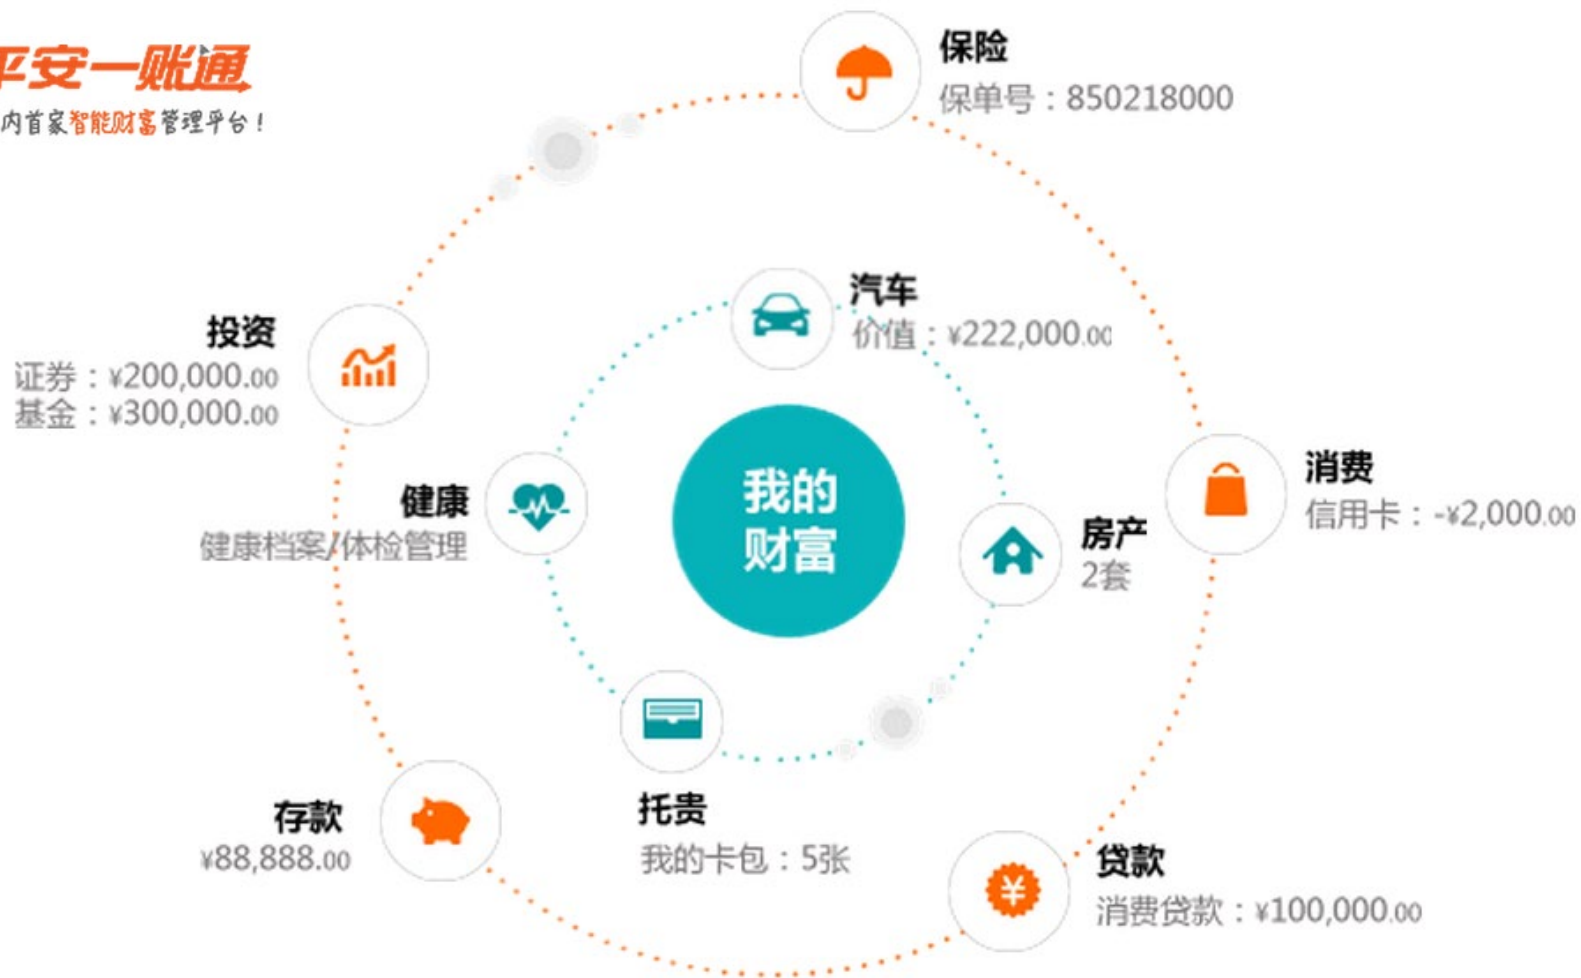 平安一账通
内首家智能财富管理平台！
保险
保单号：850218000
汽车
价值：¥222,000.00
投资
证券：¥200,000.00
基金：¥300,000.00
健康
健康档案/体检管理
我的
财富
房产
2套
消费
信用卡：-¥2,000.00
存款
¥88,888.00
托贵
我的卡包：5张
贷款
消费贷款：¥100,000.00